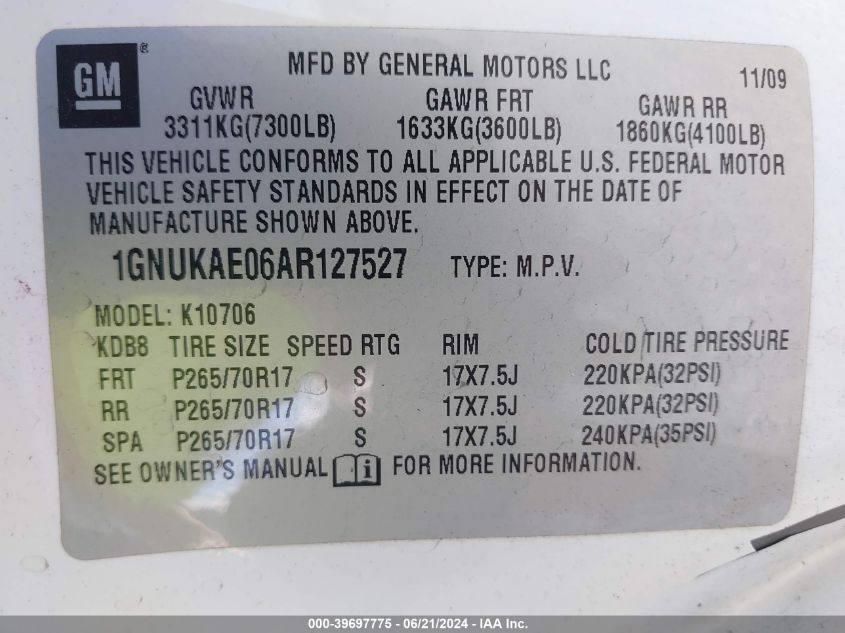 GM ®
MFD BY GENERAL MOTORS LLC 11/09
GVWR GAWR FRT GAWR RR
3311KG(7300LB) 1633KG(3600LB) 1860KG(4100LB)
THIS VEHICLE CONFORMS TO ALL APPLICABLE U.S. FEDERAL MOTOR
VEHICLE SAFETY STANDARDS IN EFFECT ON THE DATE OF
MANUFACTURE SHOWN ABOVE.
1GNUKAE06AR127527 TYPE: M.P.V.
MODEL: K10706
KDB8 TIRE SIZE SPEED RTG RIM COLD TIRE PRESSURE
FRT P265/70R17 S 17X7.5J 220KPA(32PSI)
RR P265/70R17 S 17X7.5J 220KPA(32PSI)
SPA P265/70R17 S 17X7.5J 240KPA(35PSI)
SEE OWNER'S MANUAL i FOR MORE INFORMATION.
000-39697775 - 06/21/2024 - IAA Inc.